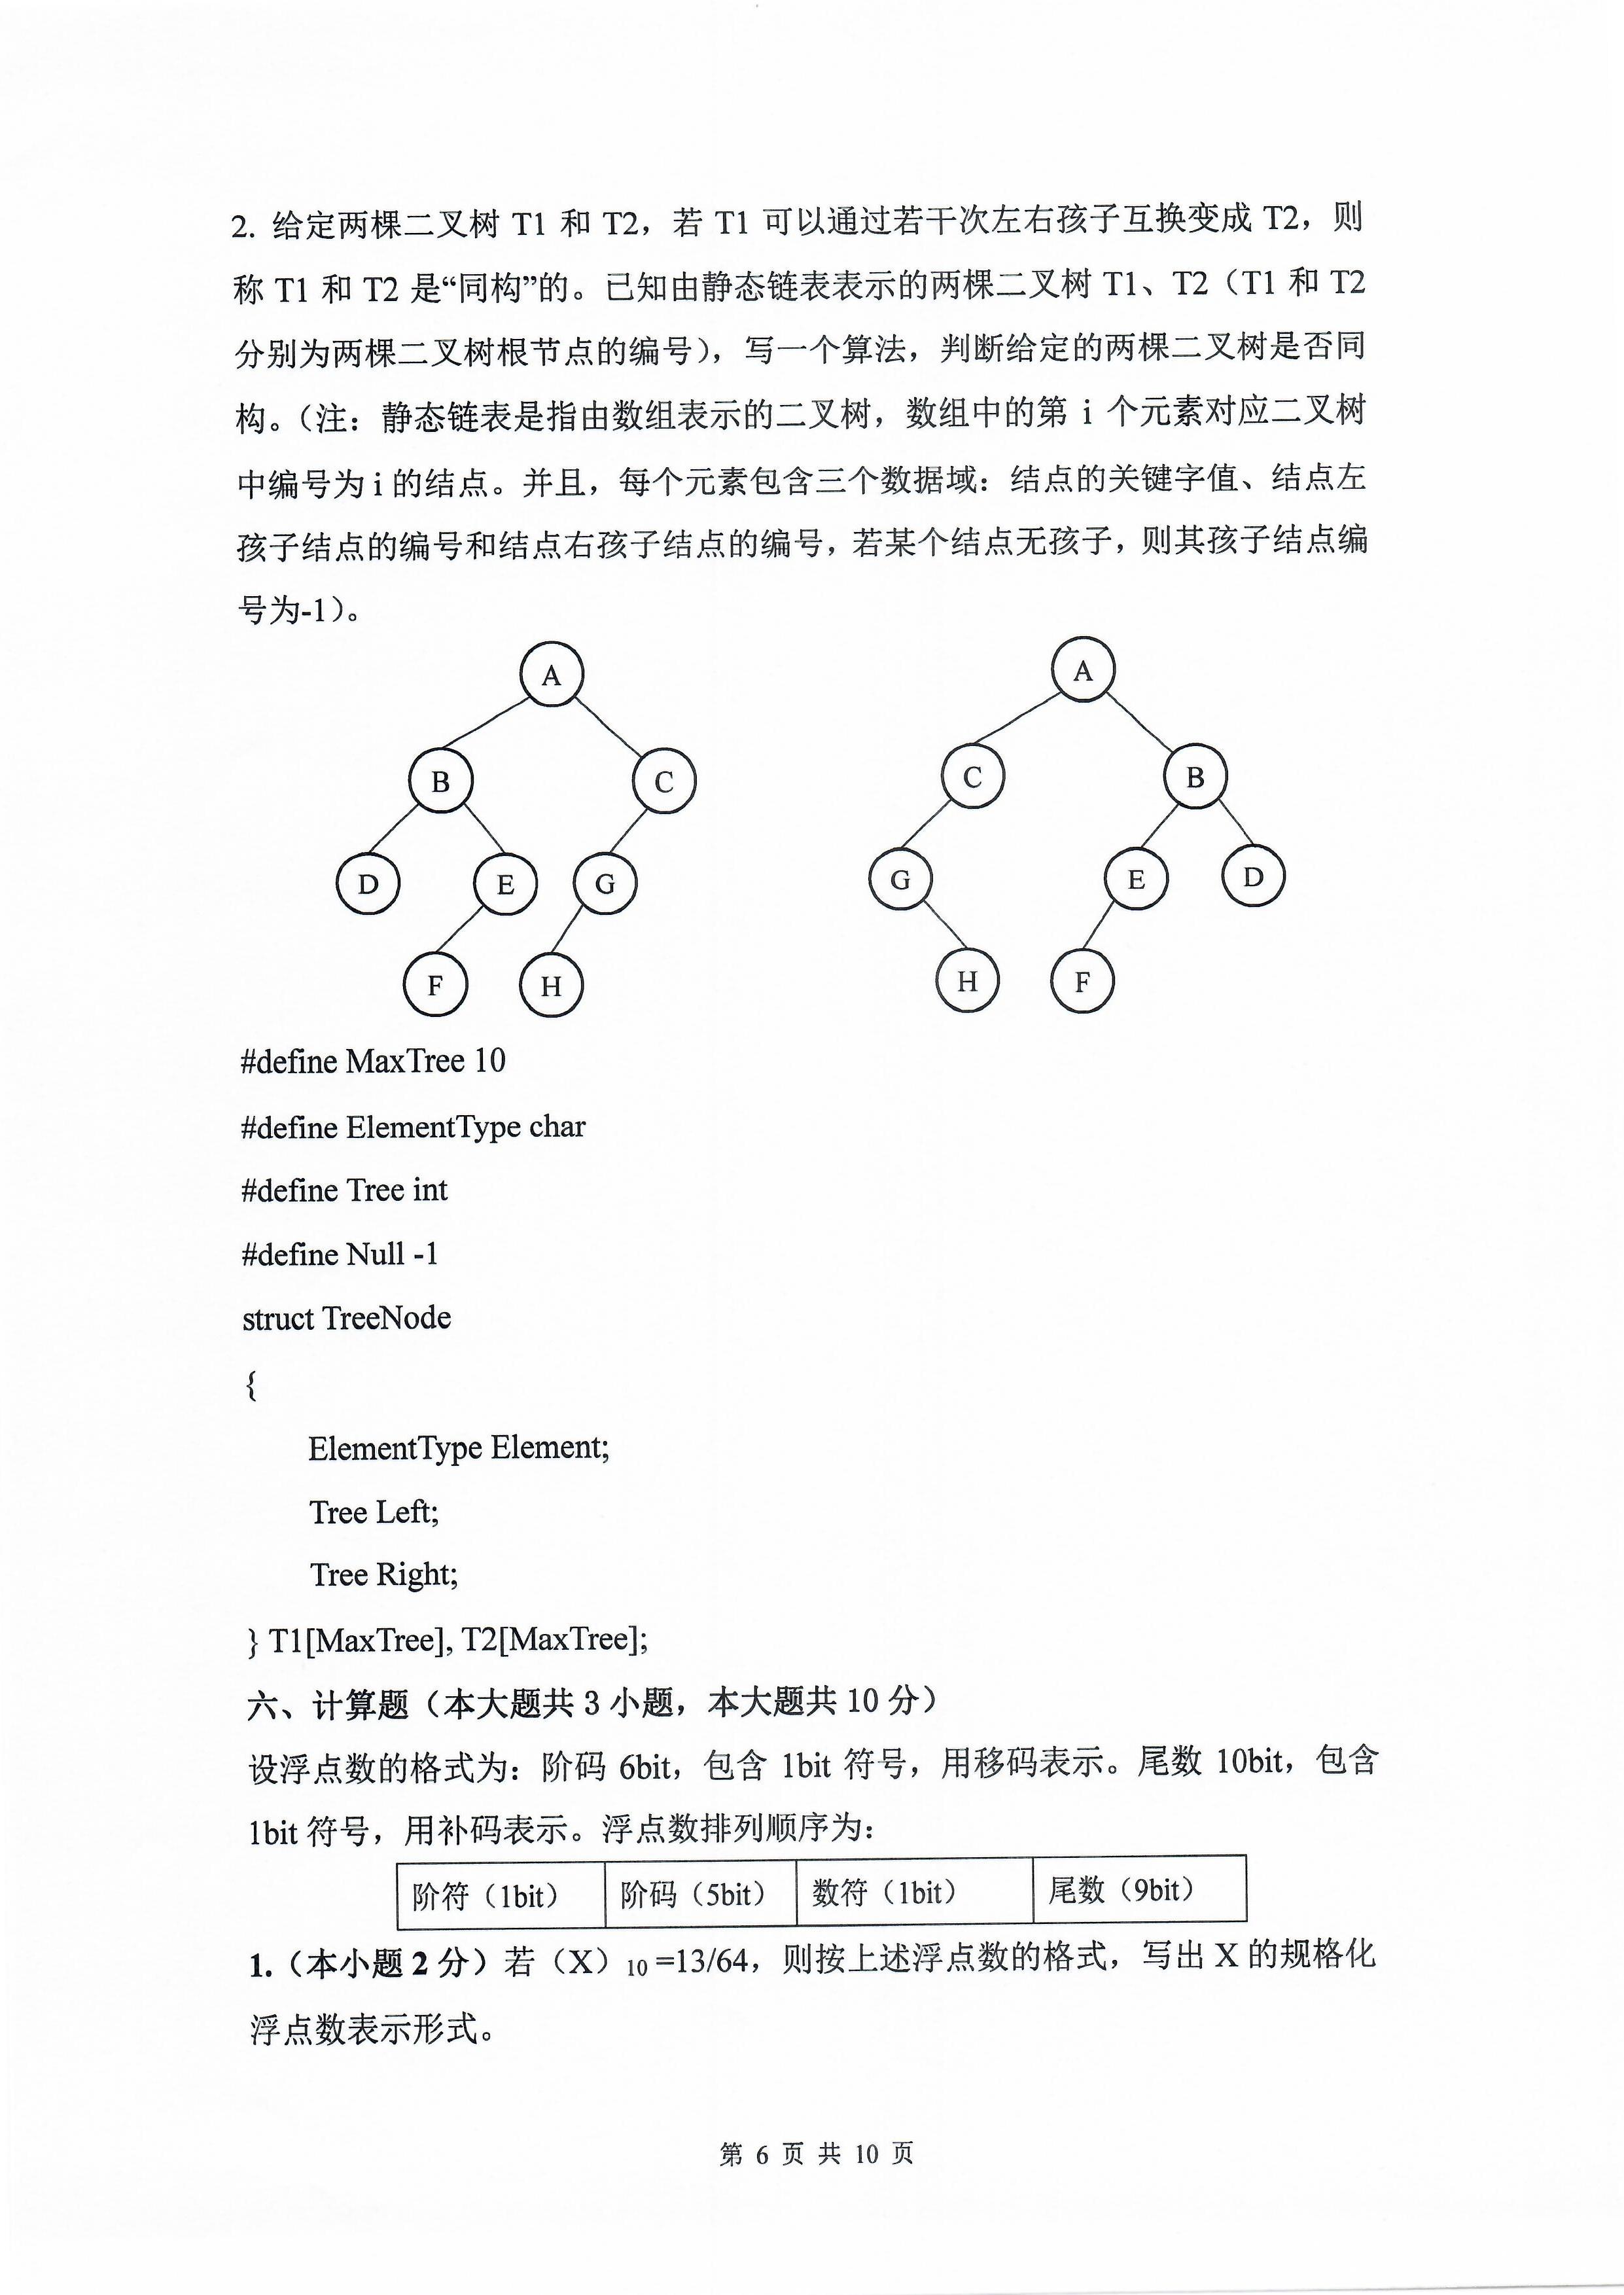 2. 给定两棵二叉树 T1 和 T2，若 T1 可以通过若干次左右孩子互换变成 T2，则
称 T1 和 T2 是“同构”的。已知由静态链表表示的两棵二叉树 T1、T2（T1 和 T2
分别为两棵二叉树根节点的编号），写一个算法，判断给定的两棵二叉树是否同
构。（注：静态链表是指由数组表示的二叉树，数组中的第 i 个元素对应二叉树
中编号为 i 的结点。并且，每个元素包含三个数据域：结点的关键字值、结点左
孩子结点的编号和结点右孩子结点的编号，若某个结点无孩子，则其孩子结点编
号为-1）。
A A
B C C B
D E G G E D
F H H F
#define MaxTree 10
#define ElementType char
#define Tree int
#define Null -1
struct TreeNode
{
ElementType Element;
Tree Left;
Tree Right;
} T1[MaxTree], T2[MaxTree];
六、计算题（本大题共 3 小题，本大题共 10 分）
设浮点数的格式为：阶码 6bit，包含 1bit 符号，用移码表示。尾数 10bit，包含
1bit 符号，用补码表示。浮点数排列顺序为：
阶符（1bit） 阶码（5bit） 数符（1bit） 尾数（9bit）
1.（本小题 2 分）若（X）10 =13/64，则按上述浮点数的格式，写出 X 的规格化
浮点数表示形式。
第 6 页 共 10 页